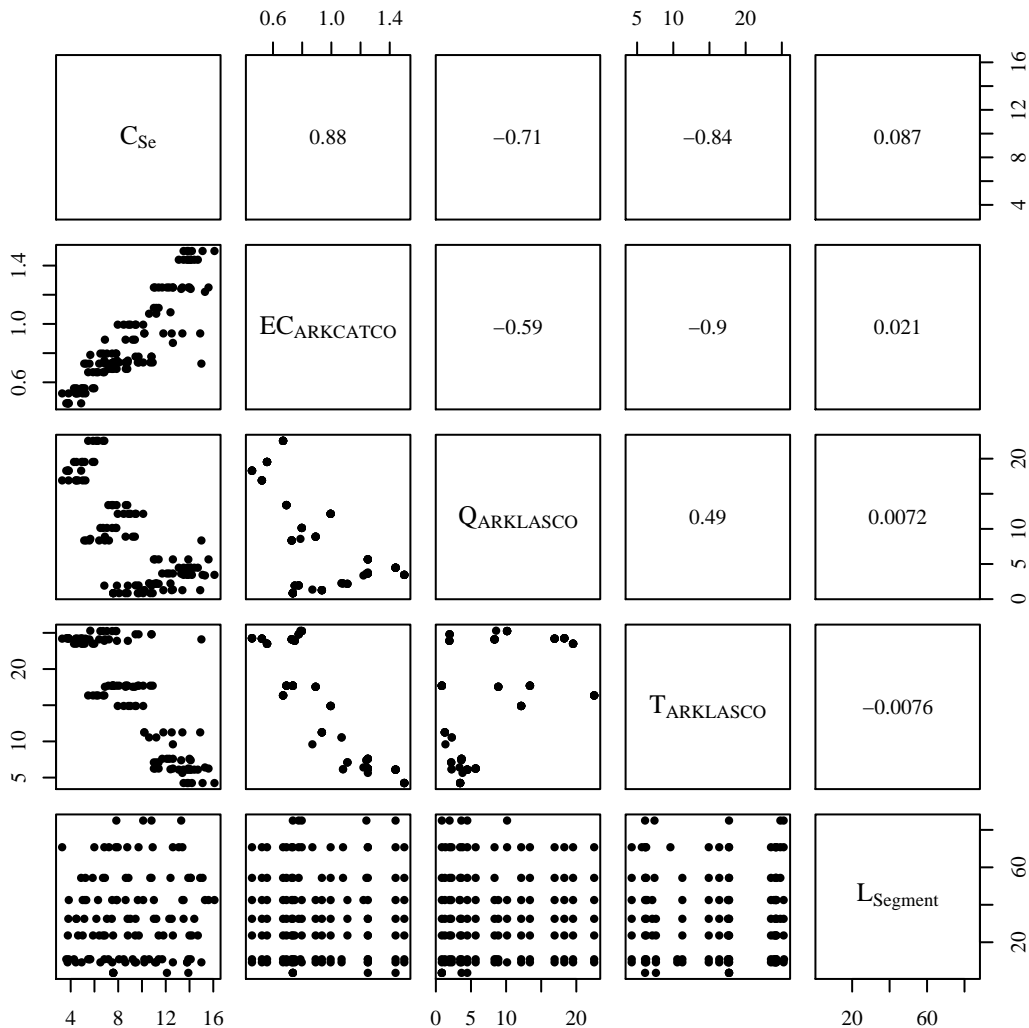 0.6 1.0 1.4 5 10 20
C_Se 0.88 −0.71 −0.84 0.087 4 8 12 16
0.6 1.0 1.4 EC_ARKCATCO −0.59 −0.9 0.021
Q_ARKLASCO 0.49 0.0072 0 5 10 20
5 10 20 T_ARKLASCO −0.0076
L_Segment 20 60
4 8 12 16 0 5 10 20 20 60